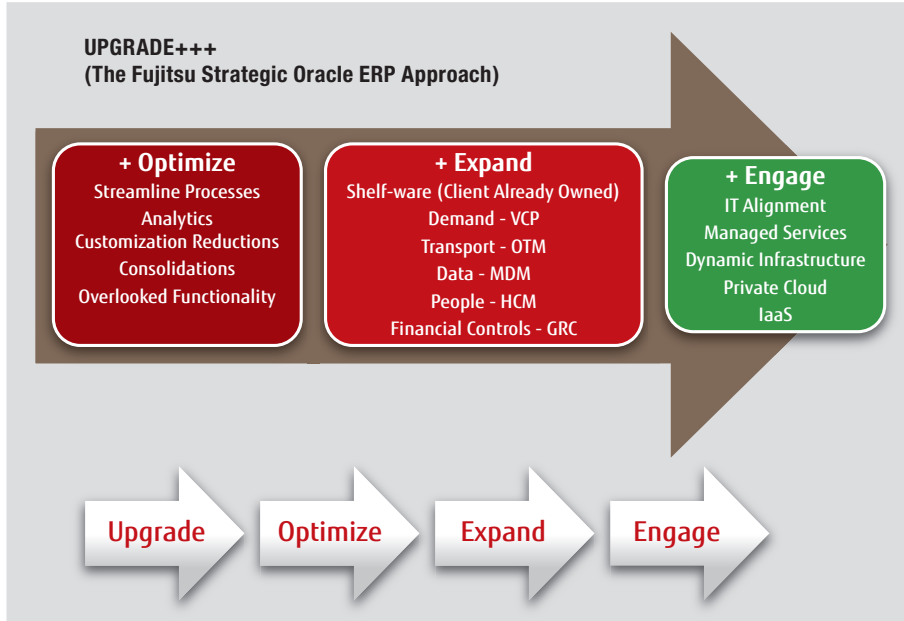 UPGRADE+++
(The Fujitsu Strategic Oracle ERP Approach)
+ Optimize
Streamline Processes
Analytics
Customization Reductions
Consolidations
Overlooked Functionality
+ Expand
Shelf-ware (Client Already Owned)
Demand - VCP
Transport - OTM
Data - MDM
People - HCM
Financial Controls - GRC
+ Engage
IT Alignment
Managed Services
Dynamic Infrastructure
Private Cloud
IaaS
Upgrade
Optimize
Expand
Engage